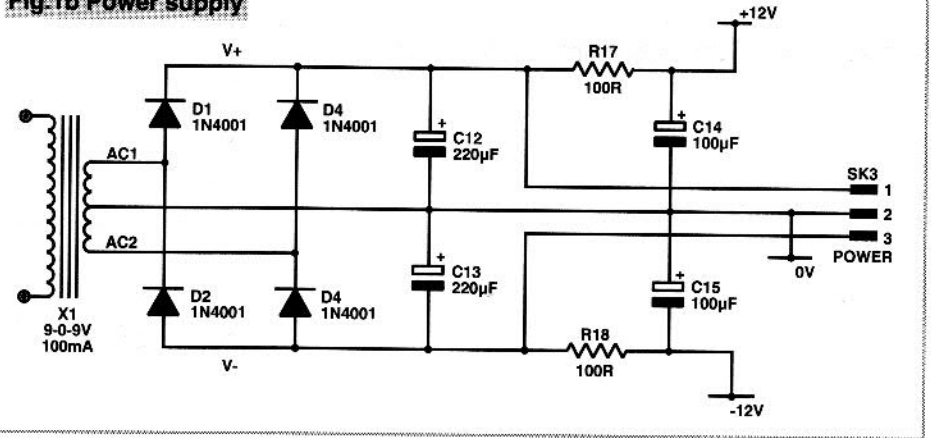 Fig.1b Power supply
+12V
V+
R17
100R
D1
1N4001
D4
1N4001
C12
220µF
C14
100µF
AC1
SK3
1
2
3
POWER
AC2
0V
C13
220µF
C15
100µF
D2
1N4001
D4
1N4001
X1
9-0-9V
100mA
R18
100R
V-
-12V
+
+
+
+